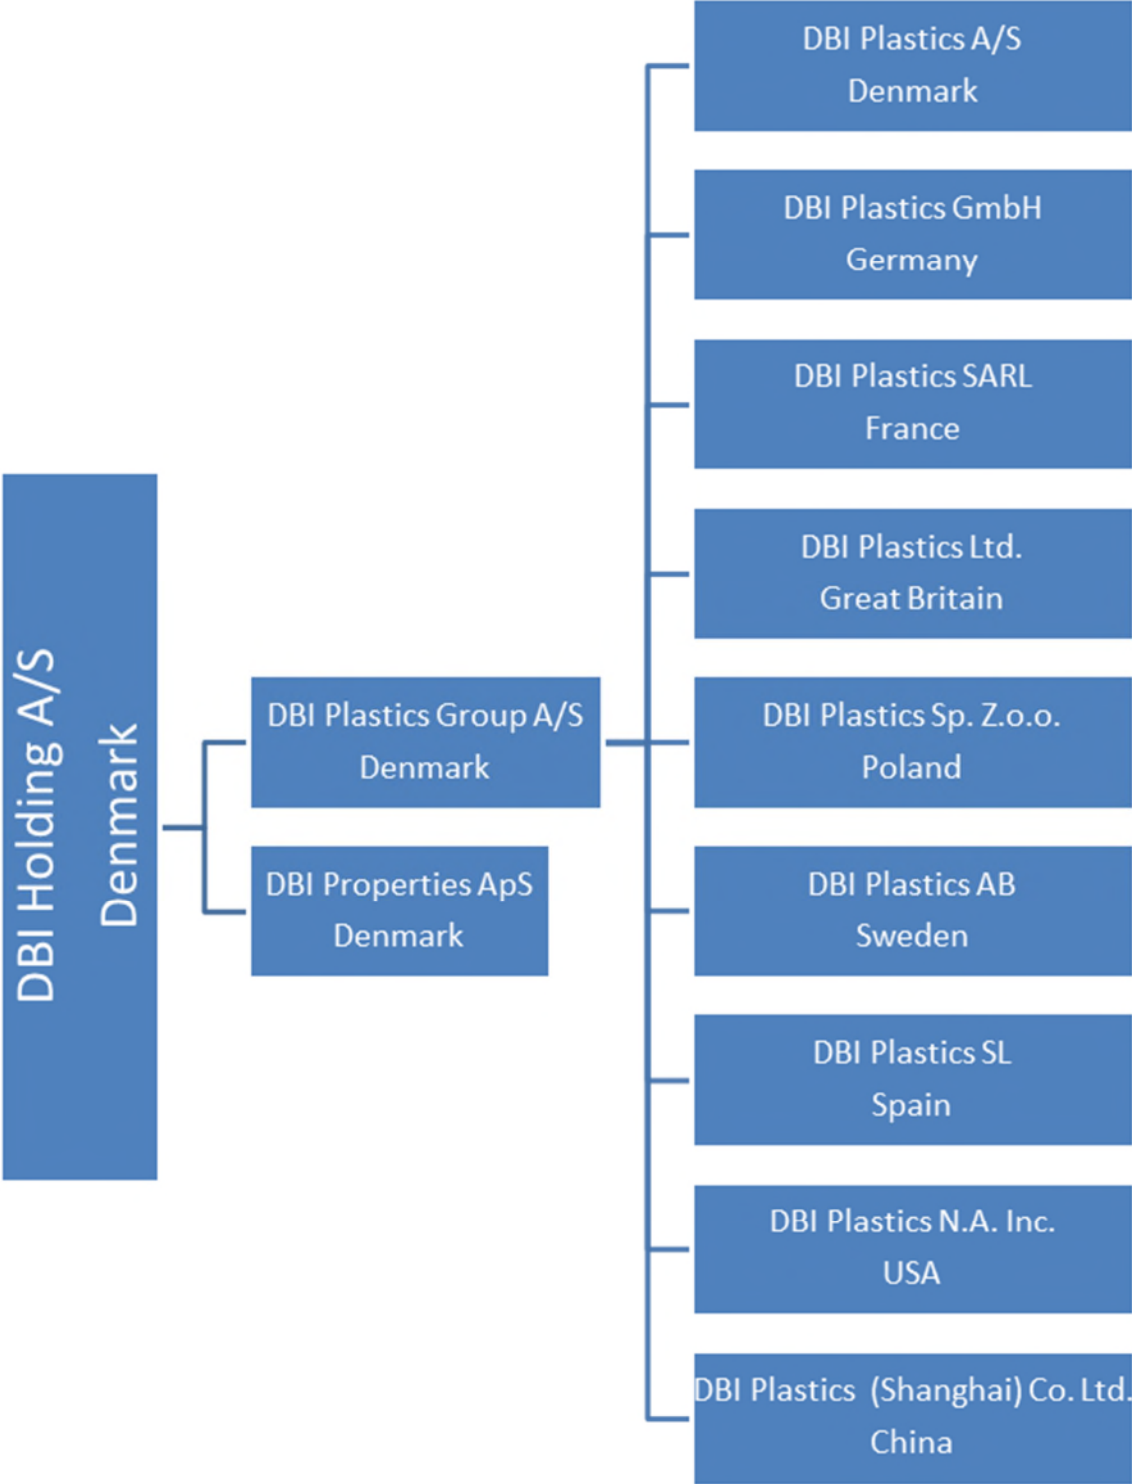 DBI Holding A/S
Denmark
DBI Plastics Group A/S
Denmark
DBI Properties ApS
Denmark
DBI Plastics A/S
Denmark
DBI Plastics GmbH
Germany
DBI Plastics SARL
France
DBI Plastics Ltd.
Great Britain
DBI Plastics Sp. Z.o.o.
Poland
DBI Plastics AB
Sweden
DBI Plastics SL
Spain
DBI Plastics N.A. Inc.
USA
DBI Plastics (Shanghai) Co. Ltd.
China